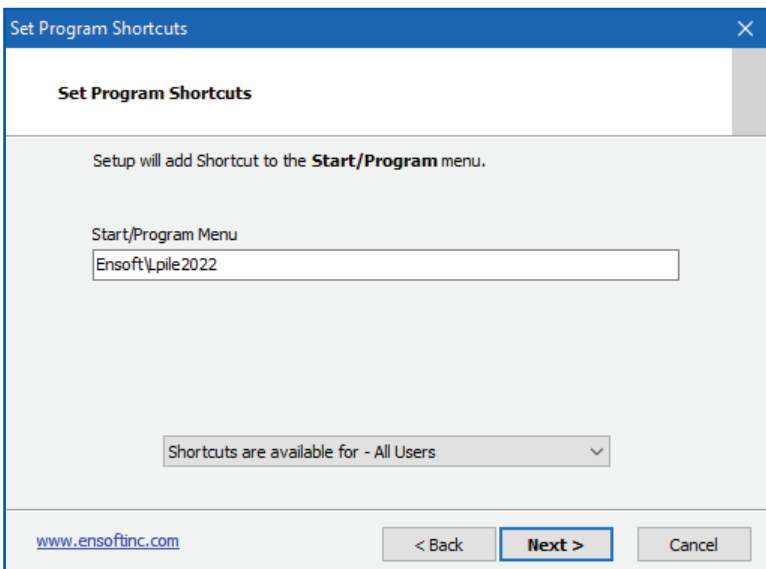 Set Program Shortcuts
Set Program Shortcuts
Setup will add Shortcut to the Start/Program menu.
Start/Program Menu
Ensoft\Lpile2022
Shortcuts are available for - All Users
www.ensoftinc.com
< Back
Next >
Cancel